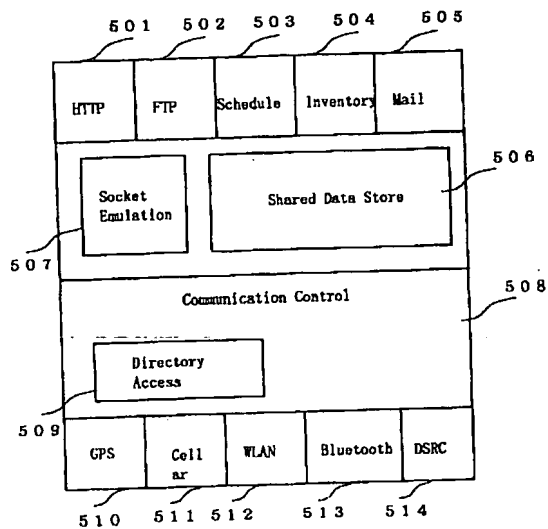 ５０１ ５０２ ５０３ ５０４ ５０５
HTTP FTP Schedule Inventory Mail
Socket
Emulation
Shared Data Store
５０６
５０７
Communication Control
５０８
Directory
Access
５０９
GPS Cell WLAN Bluetooth DSRC
ar
５１０ ５１１ ５１２ ５１３ ５１４